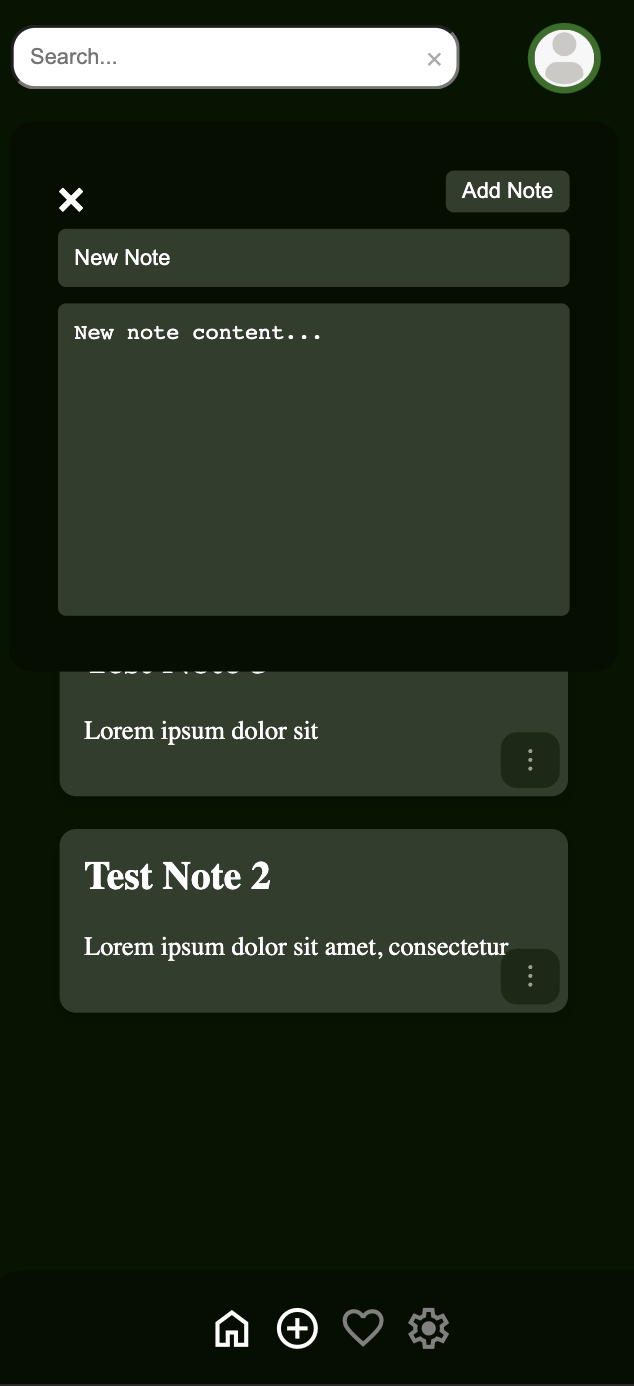 Search...
Add Note
New Note
New note content...
Lorem ipsum dolor sit
Test Note 2
Lorem ipsum dolor sit amet, consectetur